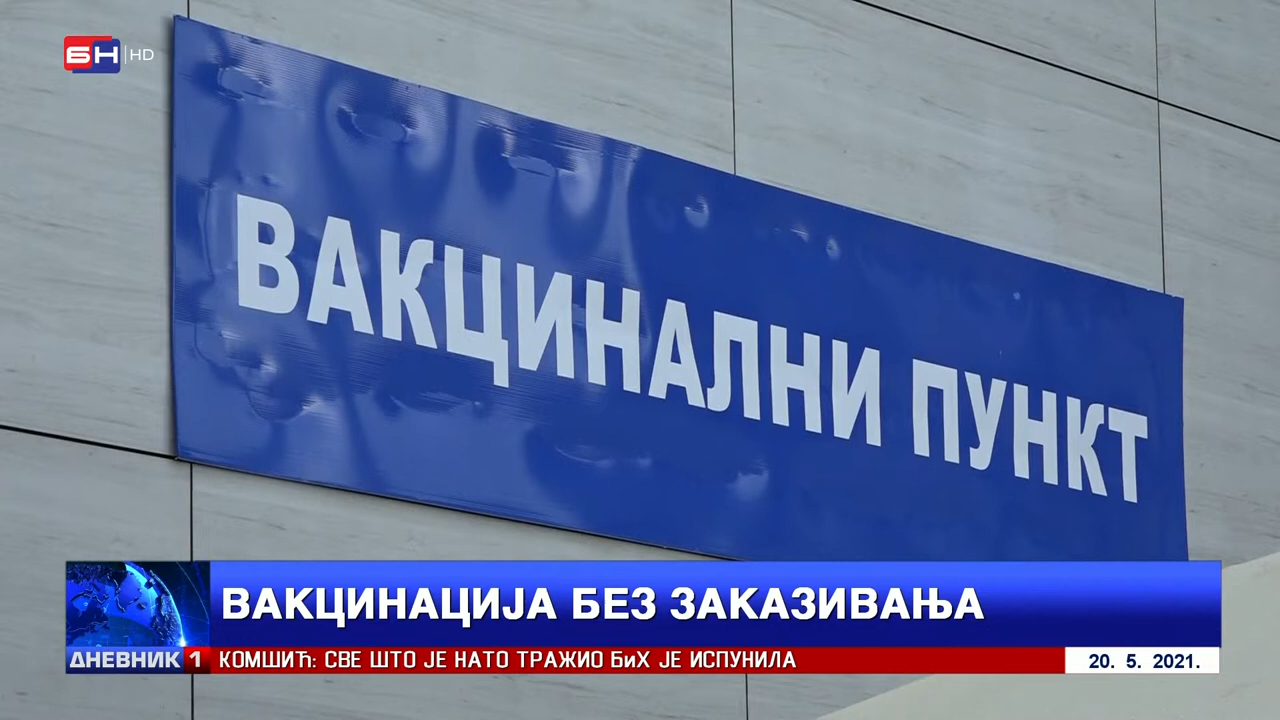 БН HD
ВАКЦИНАЛНИ ПУНКТ
ВАКЦИНАЦИЈА БЕЗ ЗАКАЗИВАЊА
ДНЕВНИК 1 КОМШИЋ: СВЕ ШТО ЈЕ НАТО ТРАЖИО БиХ ЈЕ ИСПУНИЛА 20. 5. 2021.